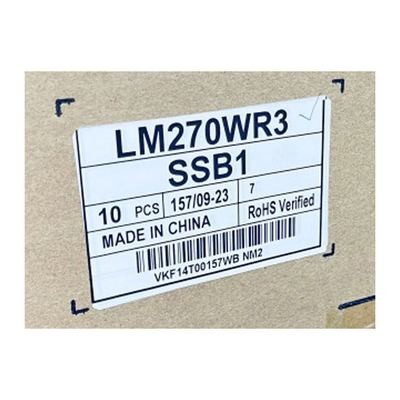 LM270WR3
SSB1
10 PCS 157/09-23 7
RoHS Verified
MADE IN CHINA
VKF14T00157WB NM2